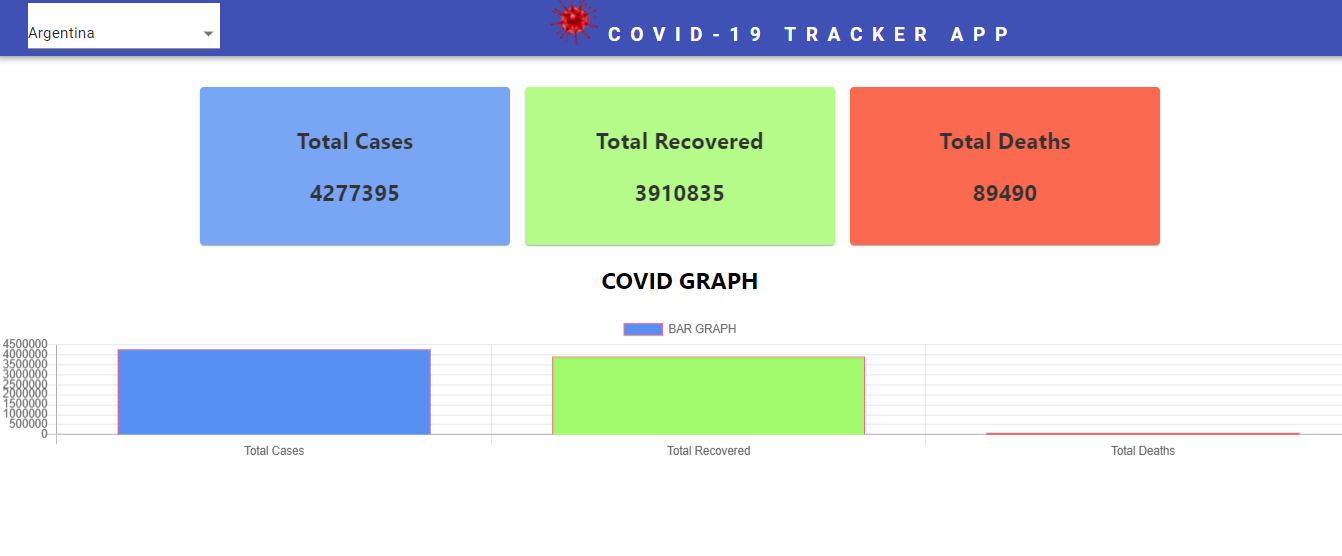 Argentina
COVID-19 TRACKER APP
Total Cases
4277395
Total Recovered
3910835
Total Deaths
89490
COVID GRAPH
BAR GRAPH
4500000
4000000
3500000
3000000
2500000
2000000
1500000
1000000
500000
0
Total Cases
Total Recovered
Total Deaths